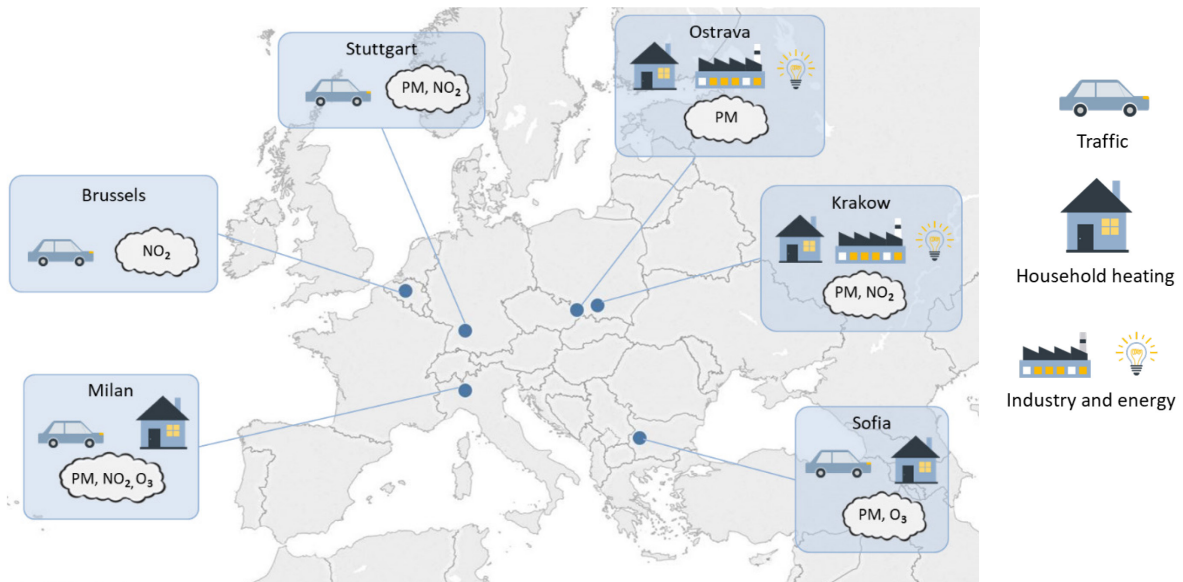 Stuttgart
PM, NO₂
Ostrava
PM
Traffic
Brussels
NO₂
Krakow
PM, NO₂
Household heating
Milan
PM, NO₂,O₃
Industry and energy
Sofia
PM, O₃